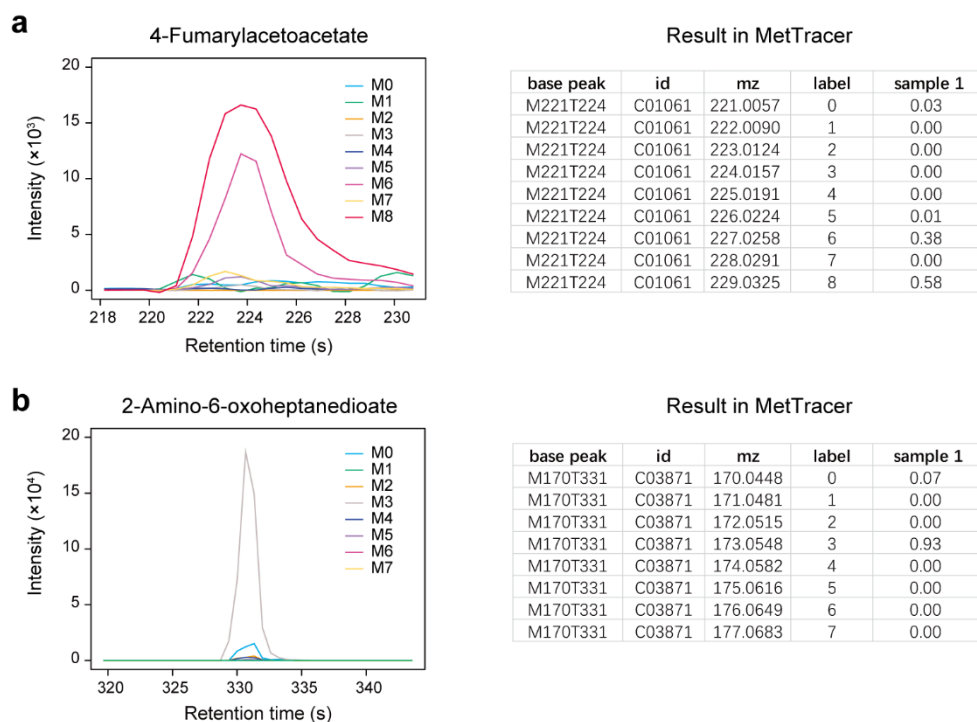 a
4-Fumarylacetoacetate
Intensity (×10³)
20
15
10
5
0
218 220 222 224 226 228 230
Retention time (s)
M0
M1
M2
M3
M4
M5
M6
M7
M8
Result in MetTracer
base peak id mz label sample 1
M221T224 C01061 221.0057 0 0.03
M221T224 C01061 222.0090 1 0.00
M221T224 C01061 223.0124 2 0.00
M221T224 C01061 224.0157 3 0.00
M221T224 C01061 225.0191 4 0.00
M221T224 C01061 226.0224 5 0.01
M221T224 C01061 227.0258 6 0.38
M221T224 C01061 228.0291 7 0.00
M221T224 C01061 229.0325 8 0.58
b
2-Amino-6-oxoheptanedioate
Intensity (×10⁴)
20
15
10
5
0
320 325 330 335 340
Retention time (s)
M0
M1
M2
M3
M4
M5
M6
M7
Result in MetTracer
base peak id mz label sample 1
M170T331 C03871 170.0448 0 0.07
M170T331 C03871 171.0481 1 0.00
M170T331 C03871 172.0515 2 0.00
M170T331 C03871 173.0548 3 0.93
M170T331 C03871 174.0582 4 0.00
M170T331 C03871 175.0616 5 0.00
M170T331 C03871 176.0649 6 0.00
M170T331 C03871 177.0683 7 0.00